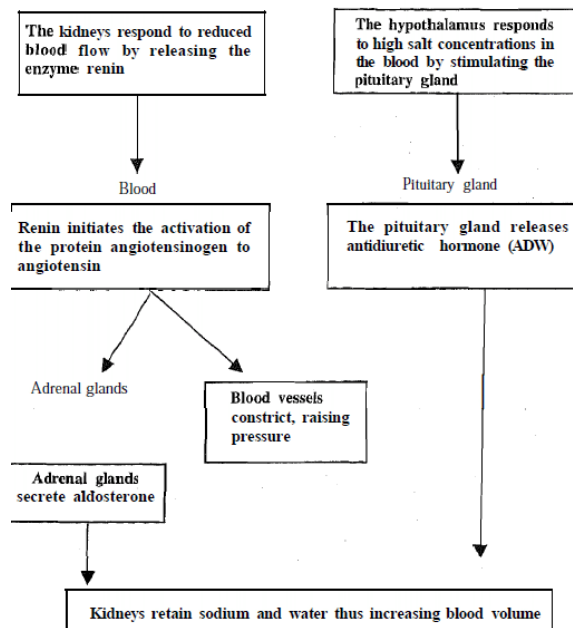 The kidneys respond to reduced
blood flow by releasing the
enzyme renin
The hypothalamus responds
to high salt concentrations in
the blood by stimulating the
pituitary gland
Blood
Pituitary gland
Renin initiates the activation of
the protein angiotensinogen to
angiotensin
The pituitary gland releases
antidiuretic hormone (ADW)
Adrenal glands
Blood vessels
constrict, raising
pressure
Adrenal glands
secrete aldosterone
Kidneys retain sodium and water thus increasing blood volume